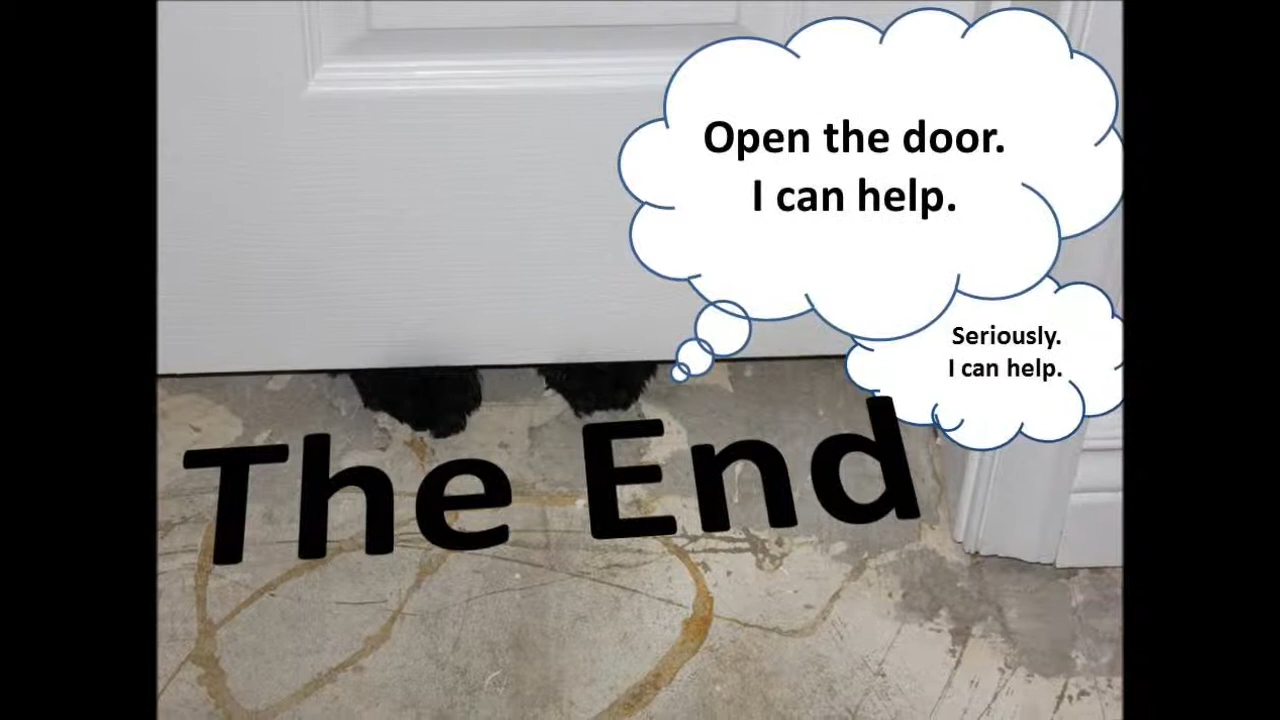 Open the door.
I can help.
Seriously.
I can help.
The End